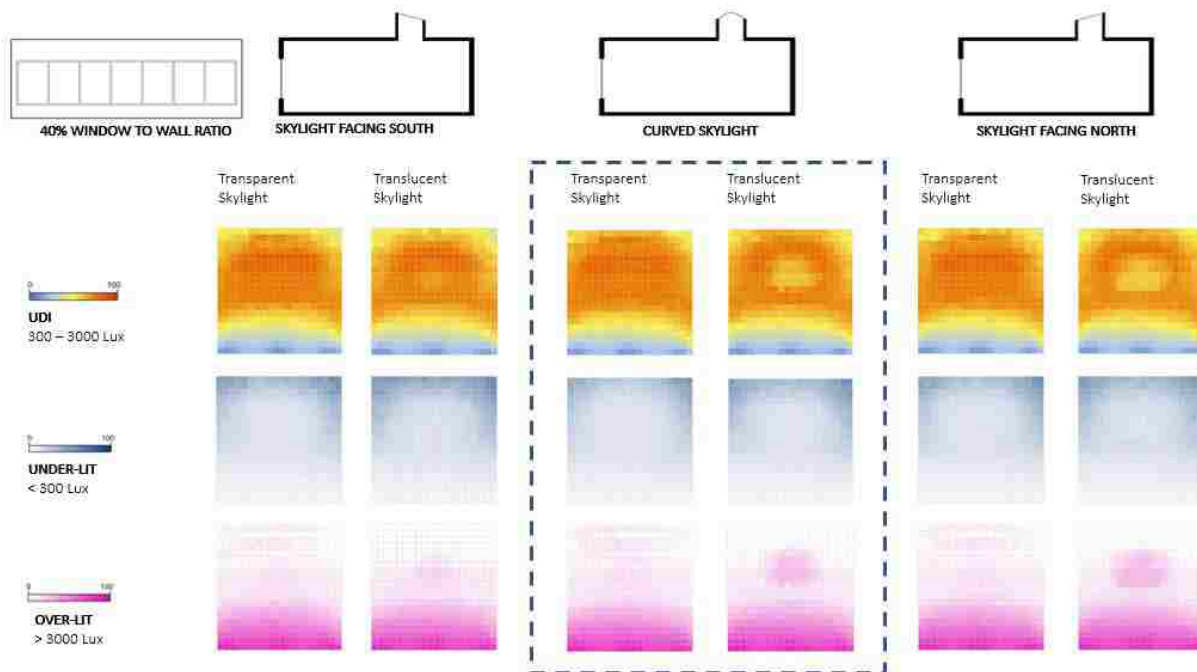 40% WINDOW TO WALL RATIO
SKYLIGHT FACING SOUTH
CURVED SKYLIGHT
SKYLIGHT FACING NORTH
Transparent
Skylight
Translucent
Skylight
Transparent
Skylight
Translucent
Skylight
Transparent
Skylight
Translucent
Skylight
0 100
UDI
300 – 3000 Lux
0 100
UNDER-LIT
< 300 Lux
0 100
OVER-LIT
> 3000 Lux